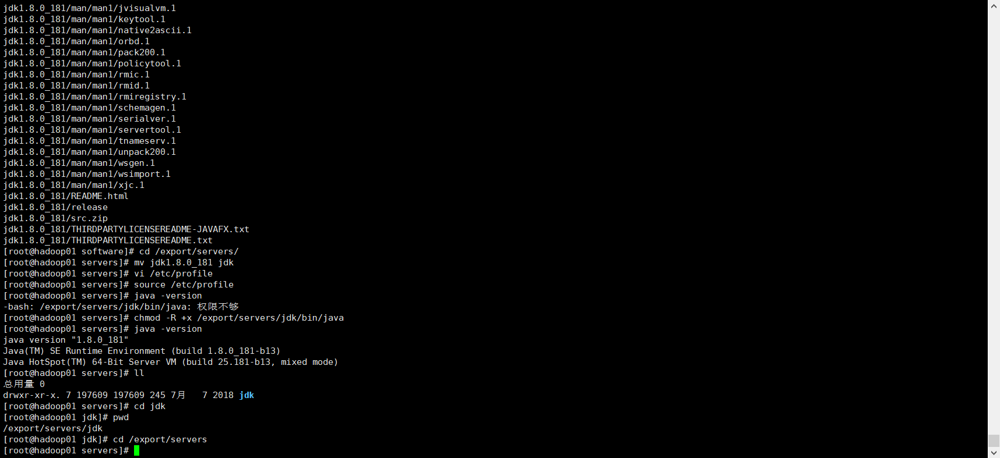 jdk1.8.0_181/man/man1/jvisualvm.1
jdk1.8.0_181/man/man1/keytool.1
jdk1.8.0_181/man/man1/native2ascii.1
jdk1.8.0_181/man/man1/orbd.1
jdk1.8.0_181/man/man1/pack200.1
jdk1.8.0_181/man/man1/policytool.1
jdk1.8.0_181/man/man1/rmic.1
jdk1.8.0_181/man/man1/rmid.1
jdk1.8.0_181/man/man1/rmiregistry.1
jdk1.8.0_181/man/man1/schemagen.1
jdk1.8.0_181/man/man1/serialver.1
jdk1.8.0_181/man/man1/servertool.1
jdk1.8.0_181/man/man1/tnameserv.1
jdk1.8.0_181/man/man1/unpack200.1
jdk1.8.0_181/man/man1/wsgen.1
jdk1.8.0_181/man/man1/wsimport.1
jdk1.8.0_181/man/man1/xjc.1
jdk1.8.0_181/README.html
jdk1.8.0_181/release
jdk1.8.0_181/src.zip
jdk1.8.0_181/THIRDPARTYLICENSEREADME-JAVAFX.txt
jdk1.8.0_181/THIRDPARTYLICENSEREADME.txt
[root@hadoop01 software]# cd /export/servers/
[root@hadoop01 servers]# mv jdk1.8.0_181 jdk
[root@hadoop01 servers]# vi /etc/profile
[root@hadoop01 servers]# source /etc/profile
[root@hadoop01 servers]# java -version
-bash: /export/servers/jdk/bin/java: 权限不够
[root@hadoop01 servers]# chmod -R +x /export/servers/jdk/bin/java
[root@hadoop01 servers]# java -version
java version "1.8.0_181"
Java(TM) SE Runtime Environment (build 1.8.0_181-b13)
Java HotSpot(TM) 64-Bit Server VM (build 25.181-b13, mixed mode)
[root@hadoop01 servers]# ll
总用量 0
drwxr-xr-x. 7 197609 197609 245 7月   7 2018 jdk
[root@hadoop01 servers]# cd jdk
[root@hadoop01 jdk]# pwd
/export/servers/jdk
[root@hadoop01 jdk]# cd /export/servers
[root@hadoop01 servers]#